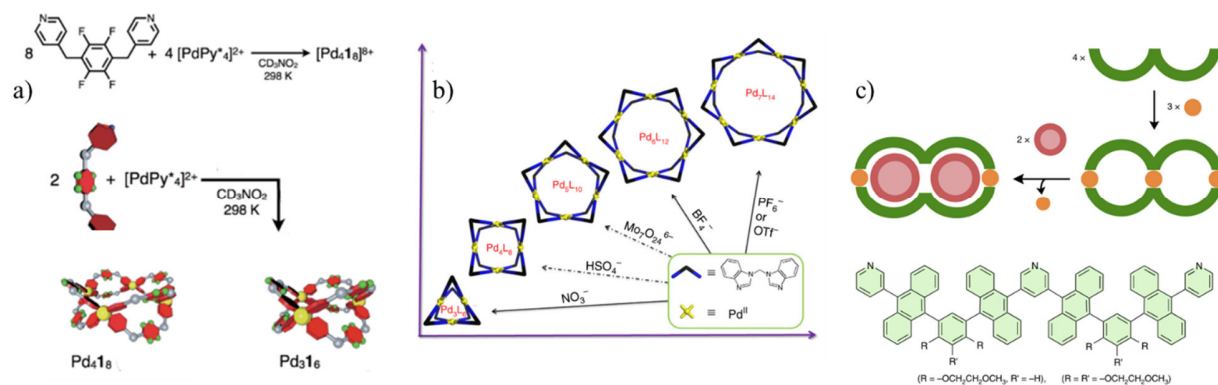 a)
N
N
F
F
F
F
8 + 4 [PdPy*₄]²⁺ [Pd₄1₈]⁸⁺
CD₃NO₂
298 K
2 + [PdPy*₄]²⁺
CD₃NO₂
298 K
Pd₄1₈
Pd₃1₆
b)
Pd₇L₁₄
Pd₆L₁₂
Pd₅L₁₀
Pd₄L₈
Pd₃L₆
PF₆⁻
or
OTf⁻
BF₄⁻
Mo₇O₂₄⁶⁻
HSO₄⁻
NO₃⁻
≡
N
N
N
N
≡ Pdᴵᴵ
c)
4 ×
3 ×
2 ×
N
N
N
R
R
R'
R
R
R'
(R = –OCH₂CH₂OCH₃, R' = –H), (R = R' = –OCH₂CH₂OCH₃)